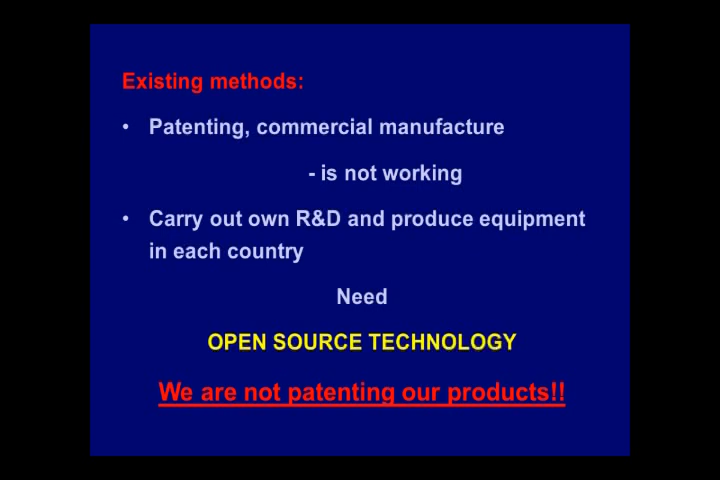 Existing methods:
• Patenting, commercial manufacture
- is not working
• Carry out own R&D and produce equipment
in each country
Need
OPEN SOURCE TECHNOLOGY
We are not patenting our products!!